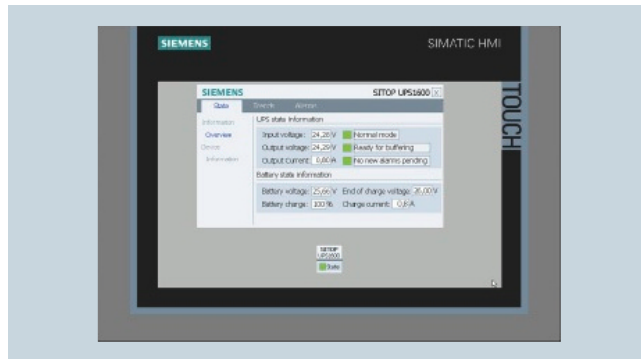 SIEMENS
SIMATIC HMI
TOUCH
SIEMENS
SITOP UPS1600
State Trends Alarms
Information
Overview
Device
Information
UPS state information
Input voltage: 24,28 V Normal mode
Output voltage: 24,29 V Ready for buffering
Output Current: 0,60 A No new alarms pending
Battery state information
Battery voltage: 25,66 V End of charge voltage: 26,00 V
Battery charge: 100 % Charge current: A
SITOP
UPS1600
State